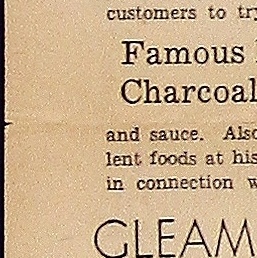 customers to try
Famous
Charcoal
and sauce. Also
lent foods at his
in connection w
GLEAM